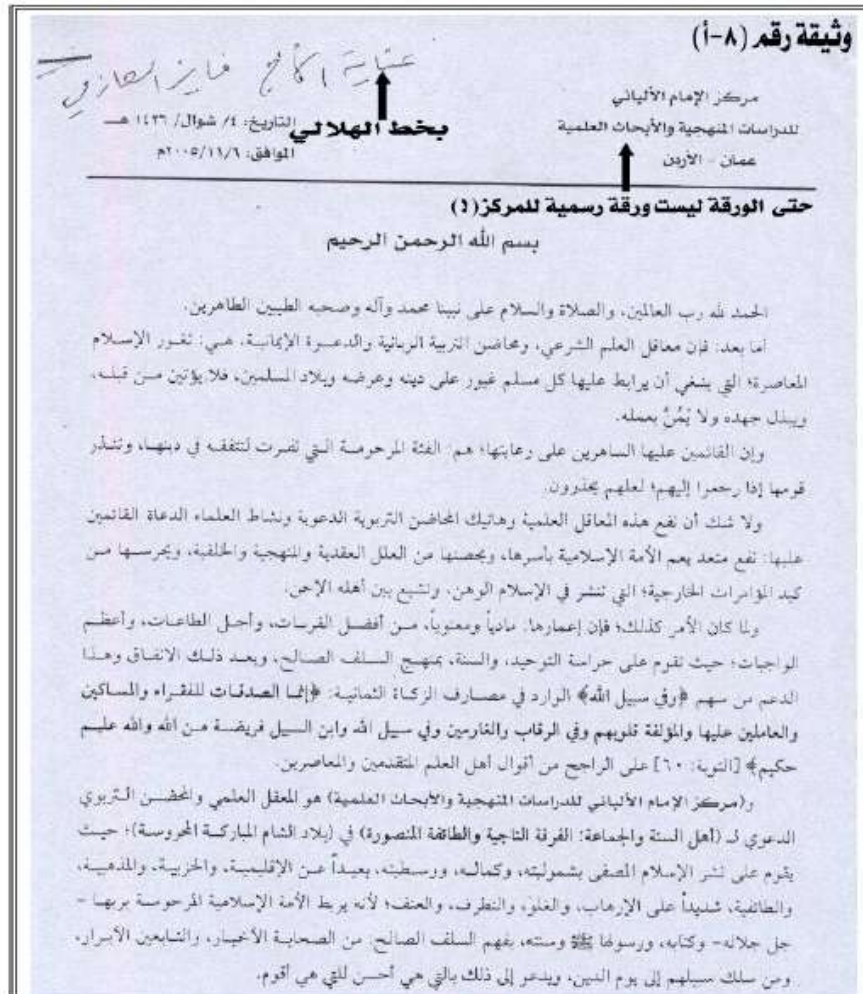 وثيقة رقم (٨-أ)
عناية الأخ فايز
مركز الإمام الألباني
للدراسات المنهجية والأبحاث العلمية
عمان - الأردن
بخط الهلالي
التاريخ: ٤/ شوال/ ١٤٢٦ هـ
الموافق: ٢٠٠٥/١١/٦م
حتى الورقة ليست ورقة رسمية للمركز(؟)
بسم الله الرحمن الرحيم
الحمد لله رب العالمين، والصلاة والسلام على نبينا محمد وآله وصحبه الطيبين الطاهرين.
أما بعد: فإن معاقل العلم الشرعي، ومحاضن التربية الربانية والدعوة الإيمانية، هي: ثغور الإسلام
المعاصرة؛ التي ينبغي أن يرابط عليها كل مسلم غيور على دينه وعرضه وبلاد المسلمين، فلا يؤتين من قبله،
ويبذل جهده ولا يَمُنُّ بعمله.
وإن القائمين عليها الساهرين على رعايتها؛ هم: الفئة المرحومة التي نفرت لتتفقه في دينها، وتنذر
قومها إذا رجعوا إليهم؛ لعلهم يحذرون.
ولا شك أن نفع هذه المعاقل العلمية وهاتيك المحاضن التربوية الدعوية ونشاط العلماء الدعاة القائمين
عليها: نفع متعد يعم الأمة الإسلامية بأسرها، ويحصنها من العلل العقدية والمنهجية والخلقية، ويحرسها من
كيد المؤامرات الخارجية؛ التي تنشر في الإسلام الوهن، وتشيع بين أهله الإحن.
ولما كان الأمر كذلك؛ فإن إعمارها: مادياً ومعنوياً، من أفضل القربات، وأجل الطاعات، وأعظم
الواجبات؛ حيث تقوم على حراسة التوحيد، والسنة، بمنهج السلف الصالح، وبعد ذلك الانفاق وهذا
الدعم من سهم ﴿وفي سبيل الله﴾ الوارد في مصارف الزكاة الثمانية: ﴿إنما الصدقات للفقراء والمساكين
والعاملين عليها والمؤلفة قلوبهم وفي الرقاب والغارمين وفي سبيل الله وابن السبيل فريضة من الله والله عليم
حكيم﴾ [التوبة: ٦٠] على الراجح من أقوال أهل العلم المتقدمين والمعاصرين.
و(مركز الإمام الألباني للدراسات المنهجية والأبحاث العلمية) هو المعقل العلمي والمحضن التربوي
الدعوي لـ (أهل السنة والجماعة: الفرقة الناجية والطائفة المنصورة) في (بلاد الشام المباركة المحروسة)؛ حيث
يقوم على نشر الإسلام المصفى بشموليته، وكماله، ووسطيته، بعيداً عن الإقليمية، والحزبية، والمذهبية،
والطائفية، شديداً على الإرهاب، والغلو، والتطرف، والعنف؛ لأنه يربط الأمة الإسلامية المرحومة بربها -
جل جلاله- وكتابه، ورسولها ﷺ وسنته، بفهم السلف الصالح: من الصحابة الأخيار، والتابعين الأبرار،
ومن سلك سبيلهم إلى يوم الدين، ويدعو إلى ذلك بالتي هي أحسن للتي هي أقوم.